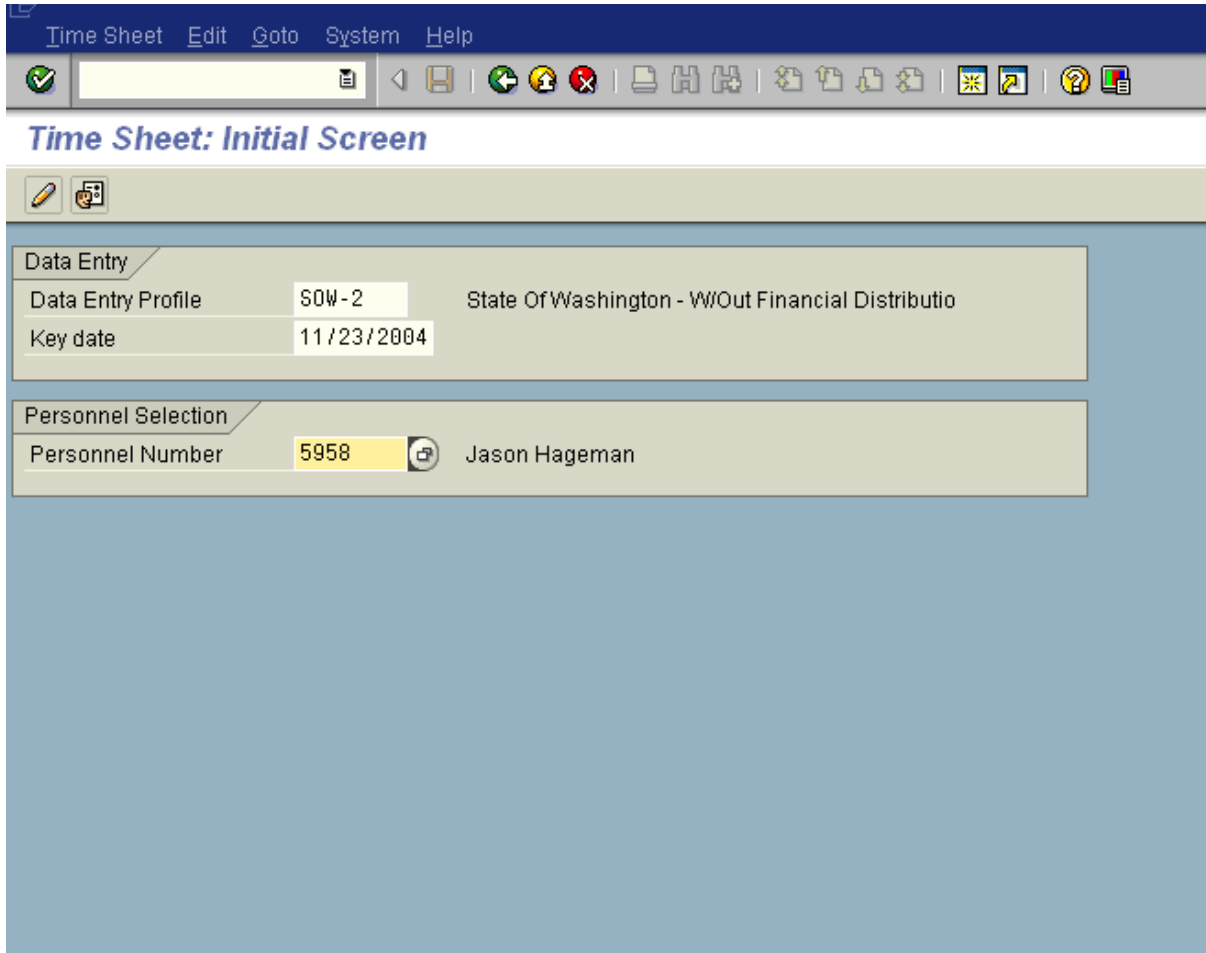 Time Sheet Edit Goto System Help
Time Sheet: Initial Screen
Data Entry
Data Entry Profile SOW-2 State Of Washington - W/Out Financial Distributio
Key date 11/23/2004
Personnel Selection
Personnel Number 5958 Jason Hageman